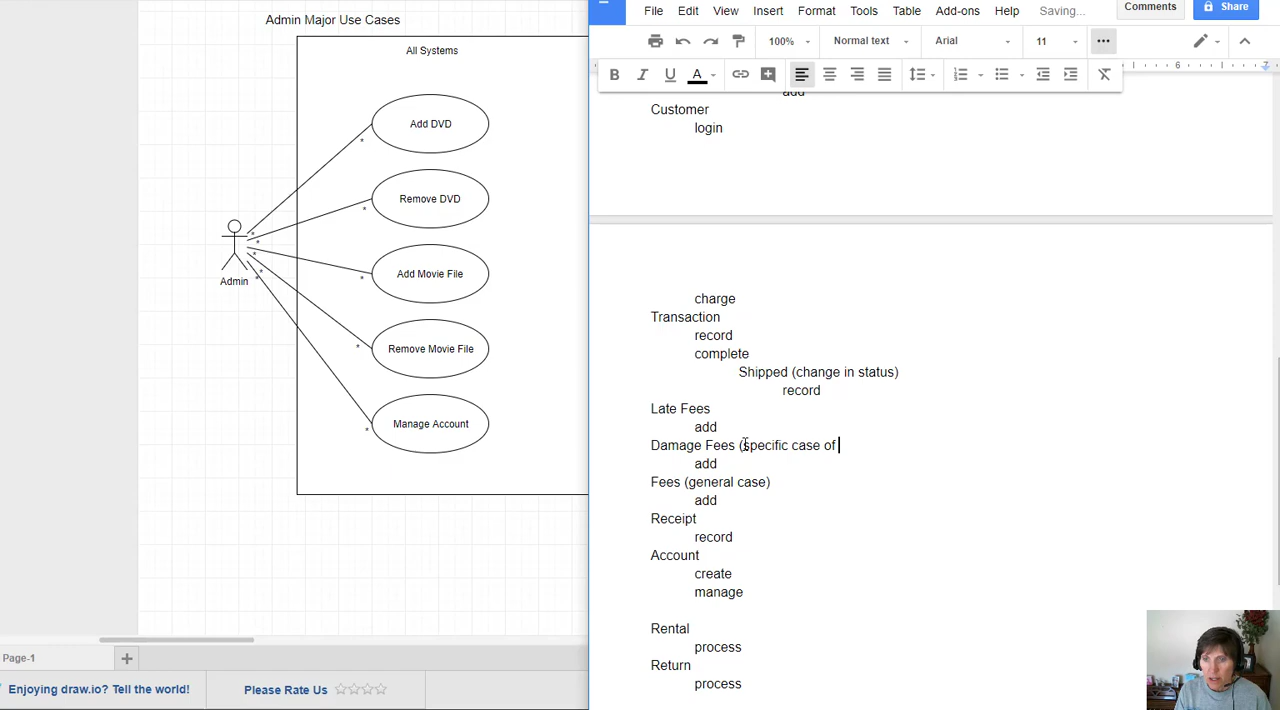 Admin Major Use Cases
All Systems
Add DVD
*
Remove DVD
*
*
*
Add Movie File
*
*
*
*
Admin
Remove Movie File
*
Manage Account
*
Page-1
Enjoying draw.io? Tell the world!
Please Rate Us
File Edit View Insert Format Tools Table Add-ons Help Saving...
Comments
Share
100% Normal text Arial 11
B I U A
6 7
add
Customer
login
charge
Transaction
record
complete
Shipped (change in status)
record
Late Fees
add
Damage Fees (specific case of
add
Fees (general case)
add
Receipt
record
Account
create
manage
Rental
process
Return
process